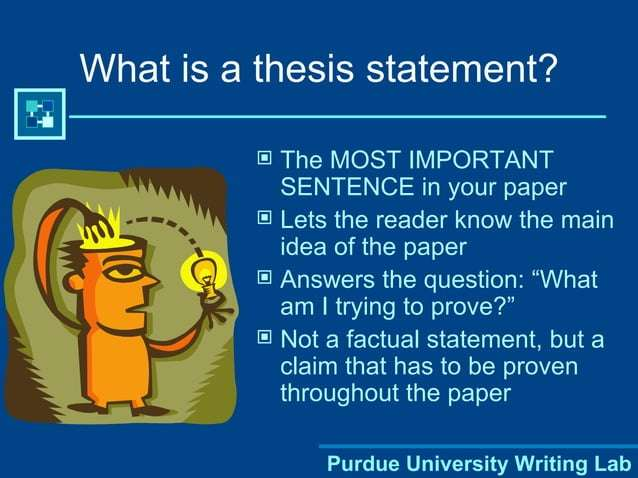 What is a thesis statement?
The MOST IMPORTANT
SENTENCE in your paper
Lets the reader know the main
idea of the paper
Answers the question: “What
am I trying to prove?”
Not a factual statement, but a
claim that has to be proven
throughout the paper
Purdue University Writing Lab